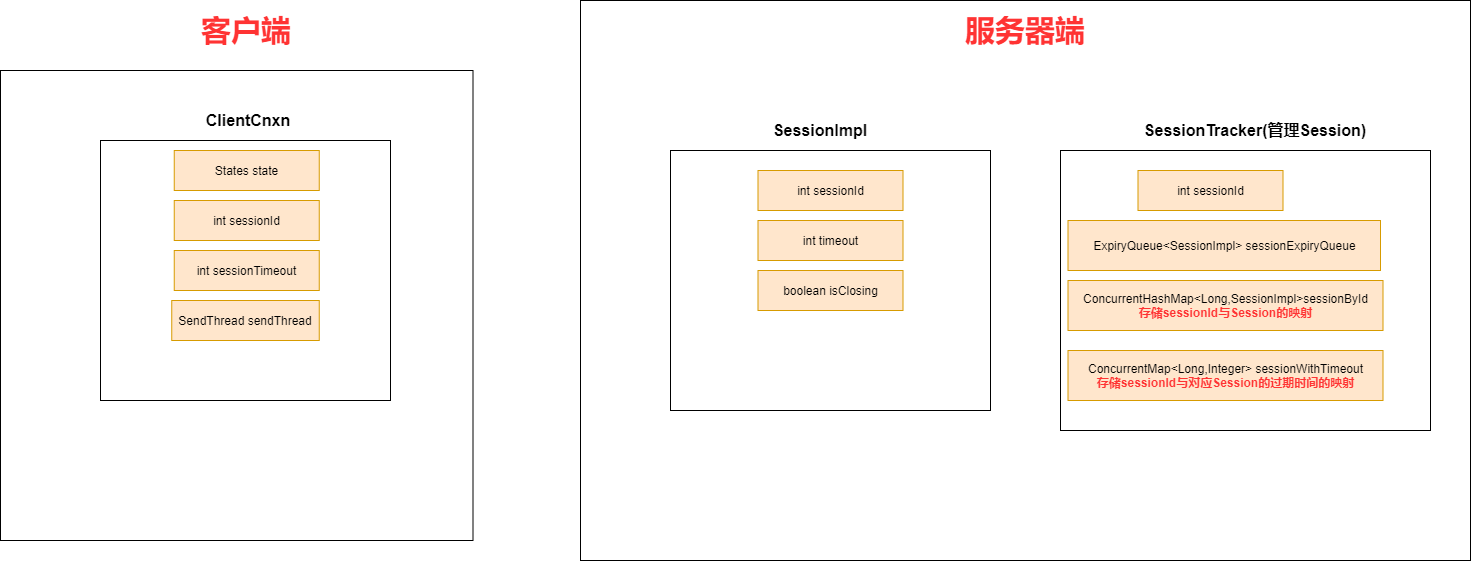 客户端
ClientCnxn
States state
int sessionId
int sessionTimeout
SendThread sendThread
服务器端
SessionImpl
int sessionId
int timeout
boolean isClosing
SessionTracker(管理Session)
int sessionId
ExpiryQueue<SessionImpl> sessionExpiryQueue
ConcurrentHashMap<Long,SessionImpl>sessionById
存储sessionId与Session的映射
ConcurrentMap<Long,Integer> sessionWithTimeout
存储sessionId与对应Session的过期时间的映射